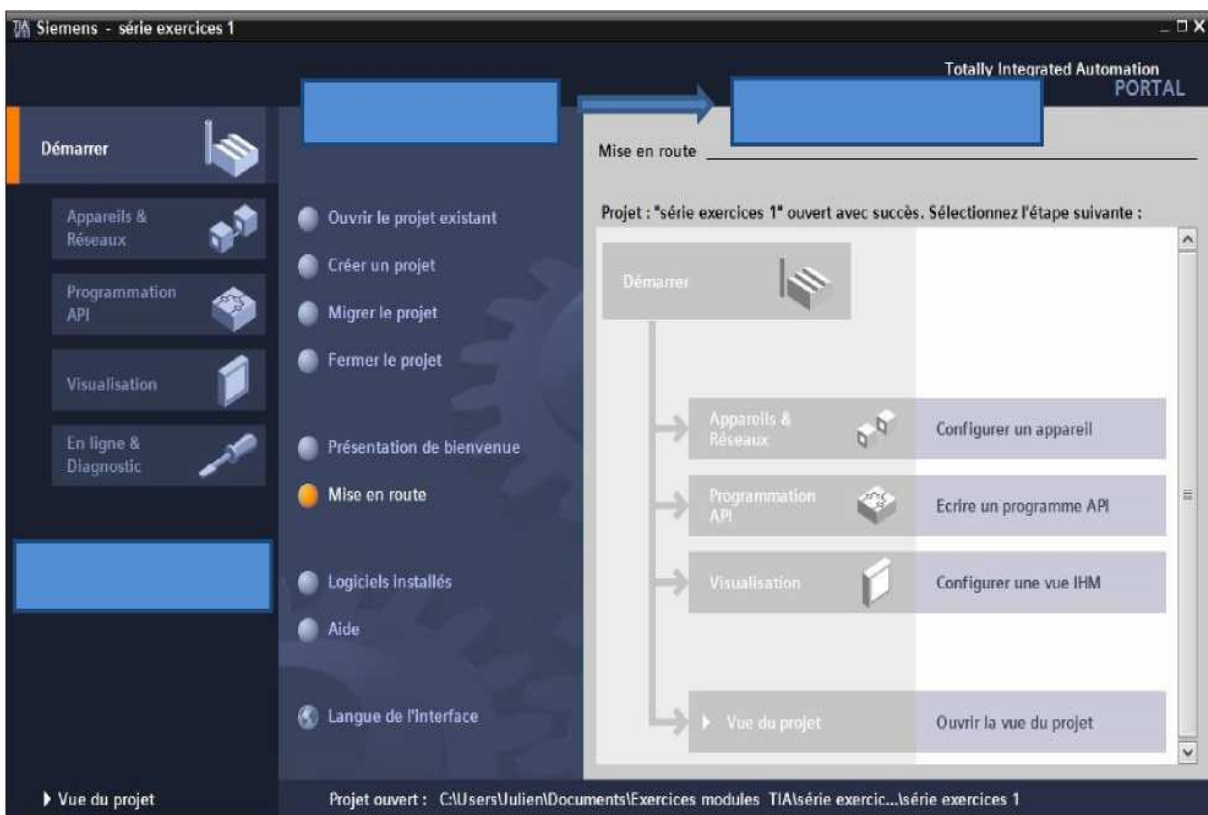 Siemens - série exercices 1
Totally Integrated Automation
PORTAL
Démarrer
Appareils &
Réseaux
Programmation
API
Visualisation
En ligne &
Diagnostic
Vue du projet
Ouvrir le projet existant
Créer un projet
Migrer le projet
Fermer le projet
Présentation de bienvenue
Mise en route
Logiciels installés
Aide
Langue de l'interface
Mise en route
Projet : "série exercices 1" ouvert avec succès. Sélectionnez l'étape suivante :
Démarrer
Appareils &
Réseaux
Configurer un appareil
Programmation
API
Ecrire un programme API
Visualisation
Configurer une vue IHM
Vue du projet
Ouvrir la vue du projet
Projet ouvert : C:\Users\Julien\Documents\Exercices modules TIA\série exercic...\série exercices 1